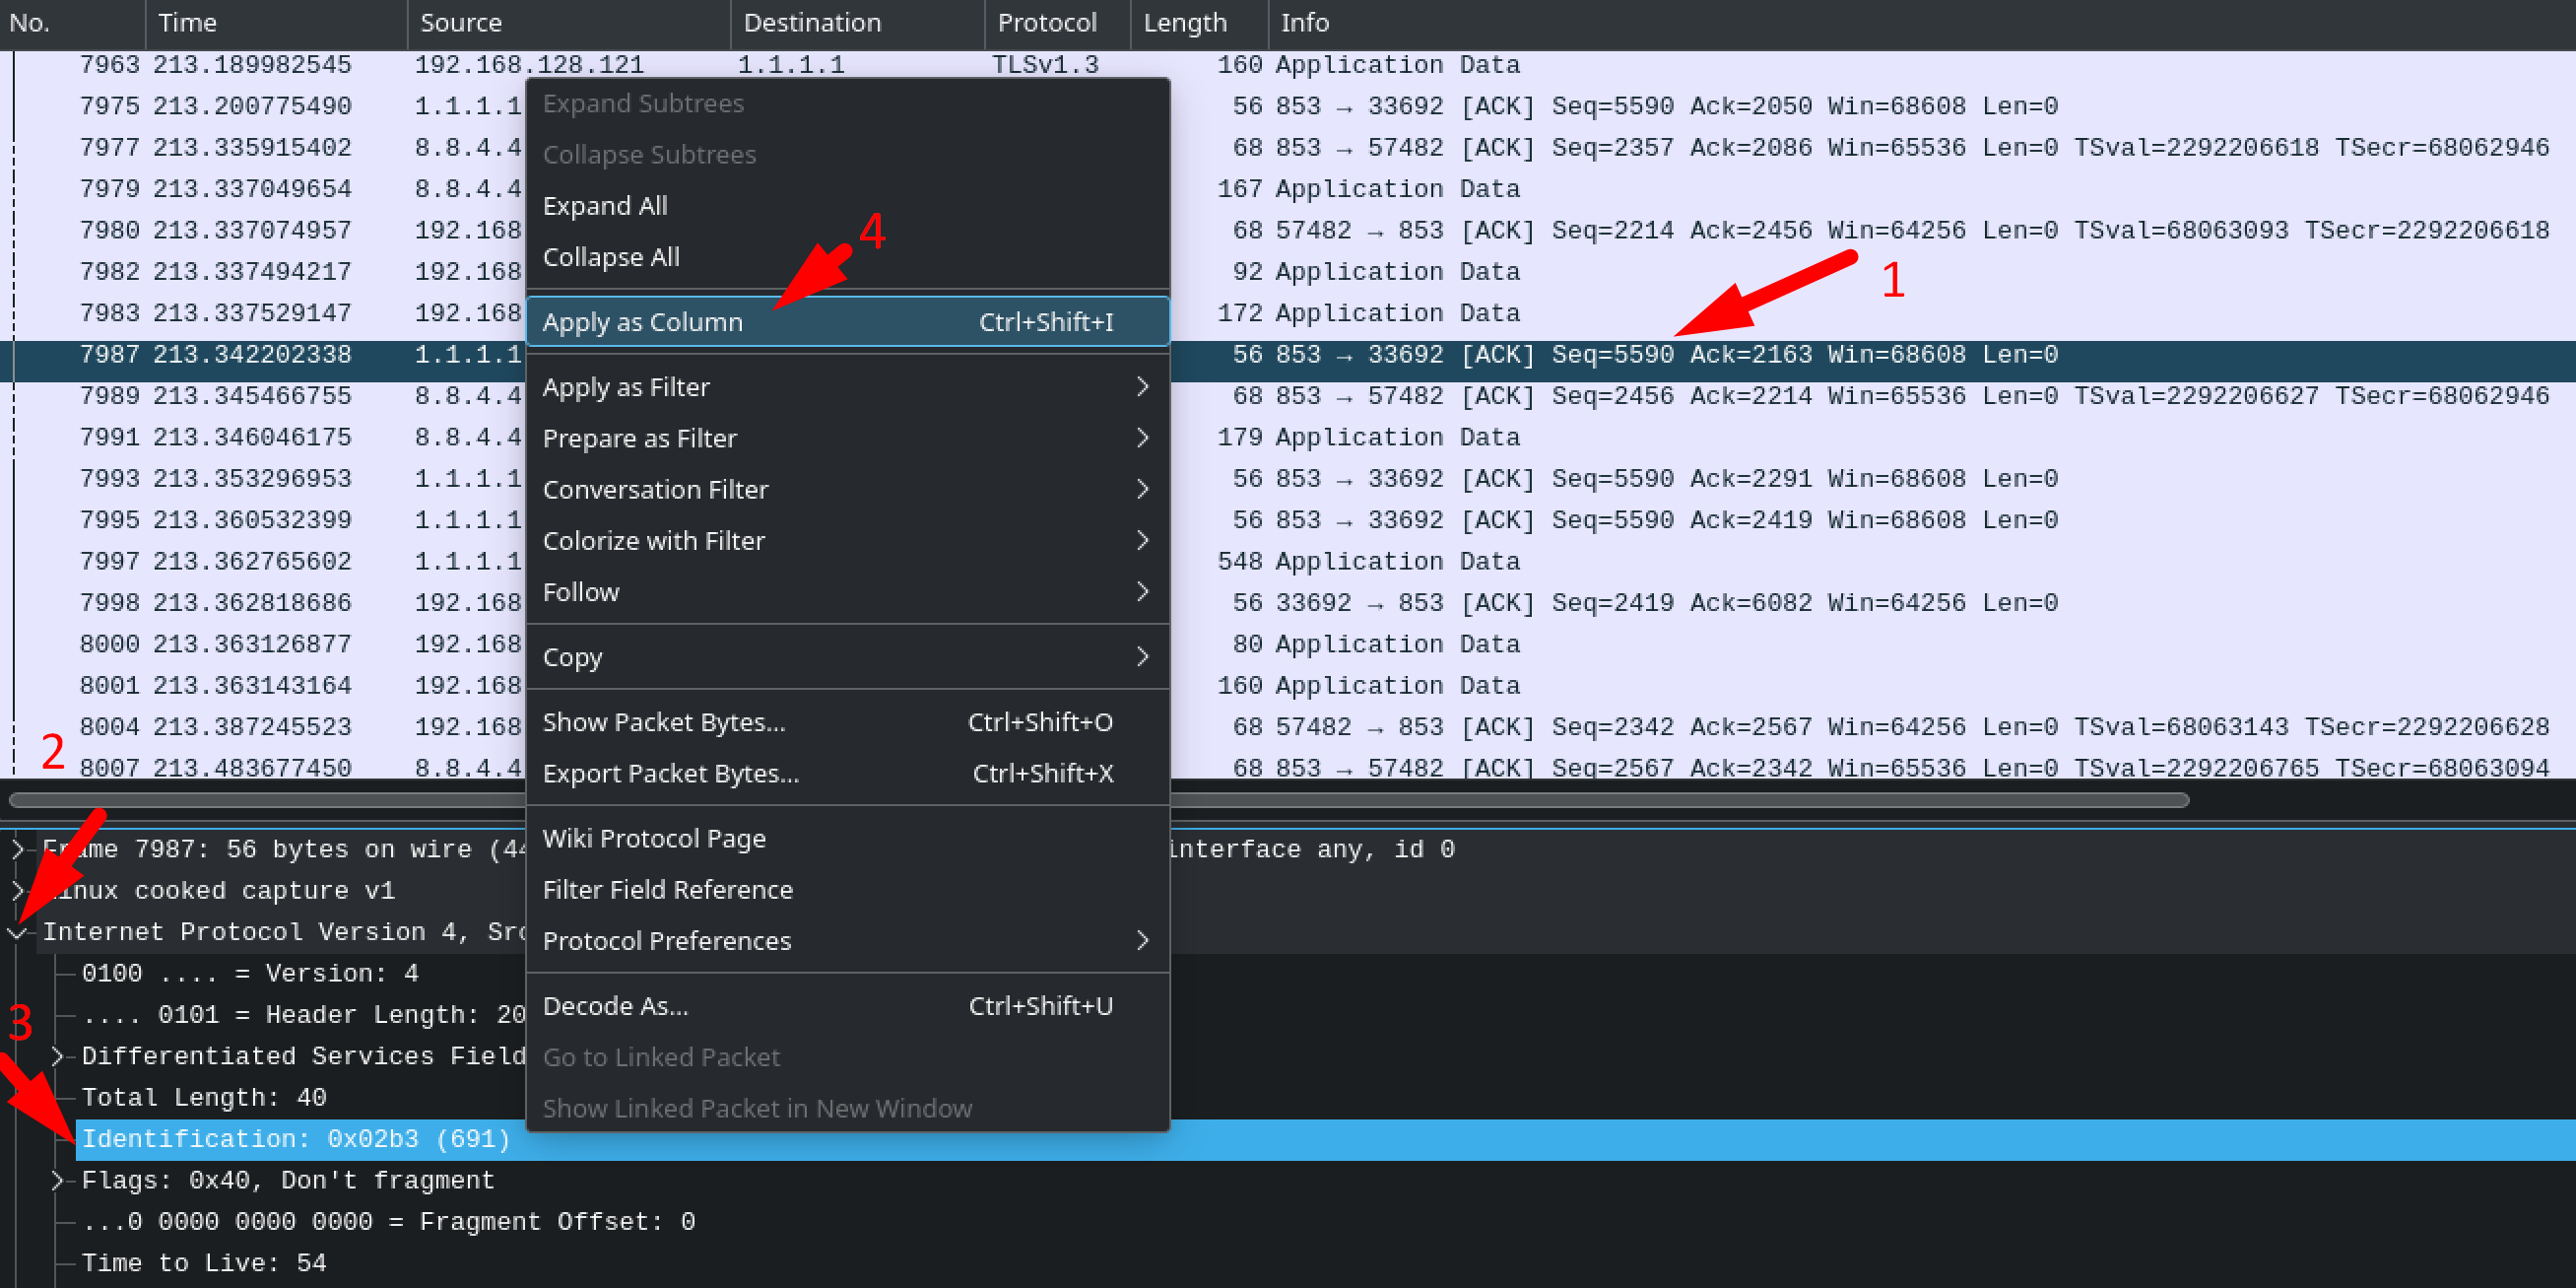 No. Time Source Destination Protocol Length Info
7963 213.189982545 192.168.128.121 1.1.1.1 TLSv1.3 160 Application Data
7975 213.200775490 1.1.1.1 56 853 → 33692 [ACK] Seq=5590 Ack=2050 Win=68608 Len=0
7977 213.335915402 8.8.4.4 68 853 → 57482 [ACK] Seq=2357 Ack=2086 Win=65536 Len=0 TSval=2292206618 TSecr=68062946
7979 213.337049654 8.8.4.4 167 Application Data
7980 213.337074957 192.168 68 57482 → 853 [ACK] Seq=2214 Ack=2456 Win=64256 Len=0 TSval=68063093 TSecr=2292206618
7982 213.337494217 192.168 92 Application Data
7983 213.337529147 192.168 172 Application Data
7987 213.342202338 1.1.1.1 56 853 → 33692 [ACK] Seq=5590 Ack=2163 Win=68608 Len=0
7989 213.345466755 8.8.4.4 68 853 → 57482 [ACK] Seq=2456 Ack=2214 Win=65536 Len=0 TSval=2292206627 TSecr=68062946
7991 213.346046175 8.8.4.4 179 Application Data
7993 213.353296953 1.1.1.1 56 853 → 33692 [ACK] Seq=5590 Ack=2291 Win=68608 Len=0
7995 213.360532399 1.1.1.1 56 853 → 33692 [ACK] Seq=5590 Ack=2419 Win=68608 Len=0
7997 213.362765602 1.1.1.1 548 Application Data
7998 213.362818686 192.168 56 33692 → 853 [ACK] Seq=2419 Ack=6082 Win=64256 Len=0
8000 213.363126877 192.168 80 Application Data
8001 213.363143164 192.168 160 Application Data
8004 213.387245523 192.168 68 57482 → 853 [ACK] Seq=2342 Ack=2567 Win=64256 Len=0 TSval=68063143 TSecr=2292206628
8007 213.483677450 8.8.4.4 68 853 → 57482 [ACK] Seq=2567 Ack=2342 Win=65536 Len=0 TSval=2292206765 TSecr=68063094
Expand Subtrees
Collapse Subtrees
Expand All
Collapse All
Apply as Column Ctrl+Shift+I
Apply as Filter
Prepare as Filter
Conversation Filter
Colorize with Filter
Follow
Copy
Show Packet Bytes... Ctrl+Shift+O
Export Packet Bytes... Ctrl+Shift+X
Wiki Protocol Page
Filter Field Reference
Protocol Preferences
Decode As... Ctrl+Shift+U
Go to Linked Packet
Show Linked Packet in New Window
1
4
2
3
Frame 7987: 56 bytes on wire (44 interface any, id 0
Linux cooked capture v1
Internet Protocol Version 4, Src
0100 .... = Version: 4
.... 0101 = Header Length: 20
Differentiated Services Field
Total Length: 40
Identification: 0x02b3 (691)
Flags: 0x40, Don't fragment
...0 0000 0000 0000 = Fragment Offset: 0
Time to Live: 54